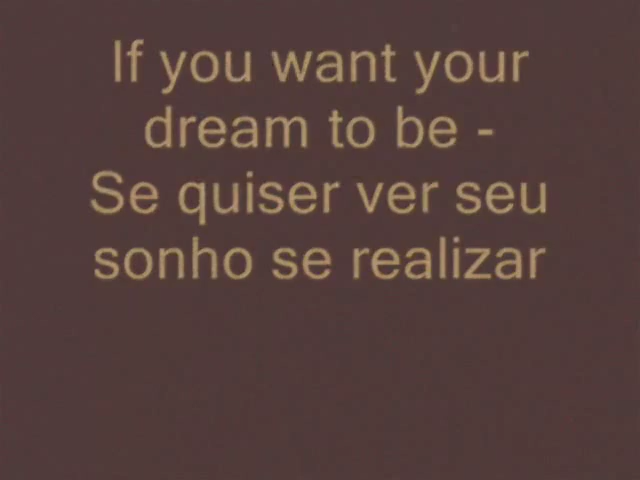 If you want your
dream to be -
Se quiser ver seu
sonho se realizar